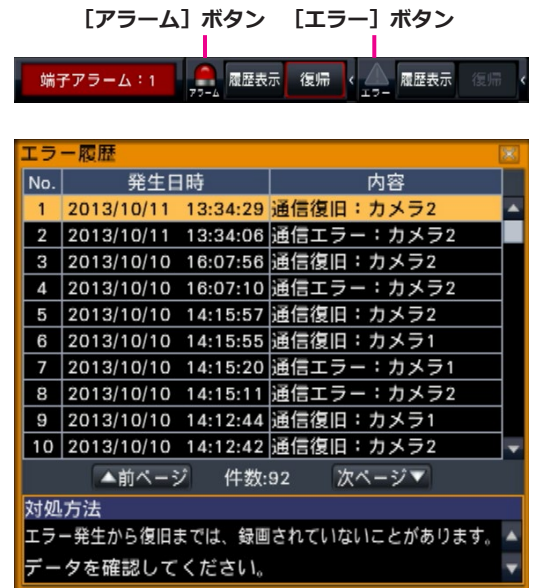 ［アラーム］ボタン ［エラー］ボタン
端子アラーム：1 アラーム 履歴表示 復帰 ‹ エラー 履歴表示 復帰 ‹
エラー履歴
No. 発生日時 内容
1 2013/10/11 13:34:29 通信復旧：カメラ2
2 2013/10/11 13:34:06 通信エラー：カメラ2
3 2013/10/10 16:07:56 通信復旧：カメラ2
4 2013/10/10 16:07:10 通信エラー：カメラ2
5 2013/10/10 14:15:57 通信復旧：カメラ2
6 2013/10/10 14:15:55 通信復旧：カメラ1
7 2013/10/10 14:15:20 通信エラー：カメラ1
8 2013/10/10 14:15:11 通信エラー：カメラ2
9 2013/10/10 14:12:44 通信復旧：カメラ1
10 2013/10/10 14:12:42 通信復旧：カメラ2
▲前ページ 件数:92 次ページ▼
対処方法
エラー発生から復旧までは、録画されていないことがあります。
データを確認してください。